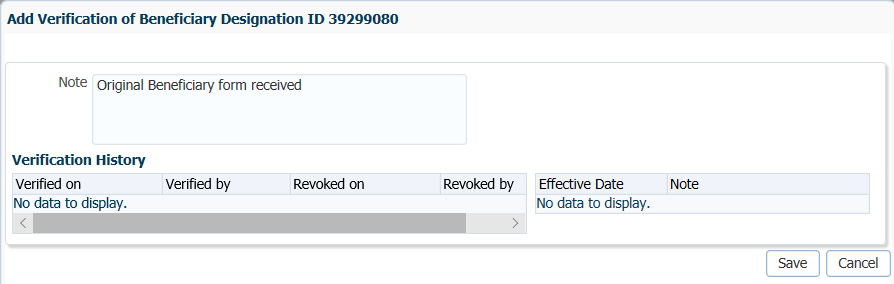 Add Verification of Beneficiary Designation ID 39299080
Note
Original Beneficiary form received
Verification History
Verified on Verified by Revoked on Revoked by Effective Date Note
No data to display. No data to display.
Save Cancel